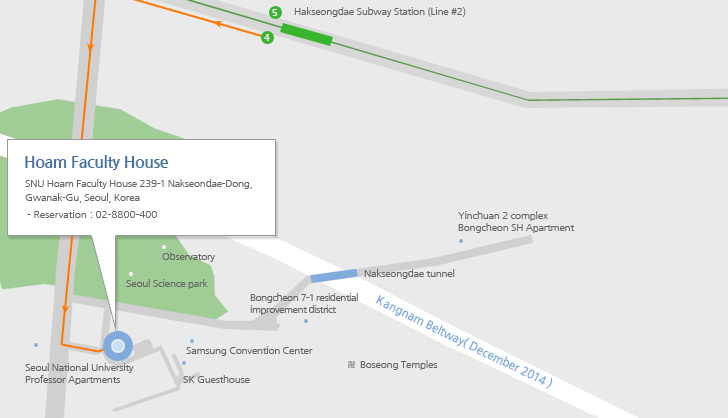 5
Hakseongdae Subway Station (Line #2)
4
Hoam Faculty House
SNU Hoam Faculty House 239-1 Nakseondae-Dong,
Gwanak-Gu, Seoul, Korea
- Reservation : 02-8800-400
Yinchuan 2 complex
Bongcheon SH Apartment
Observatory
Nakseongdae tunnel
Seoul Science park
Bongcheon 7-1 residential
improvement district
Kangnam Beltway( December 2014 )
Samsung Convention Center
Boseong Temples
Seoul National University
Professor Apartments
SK Guesthouse